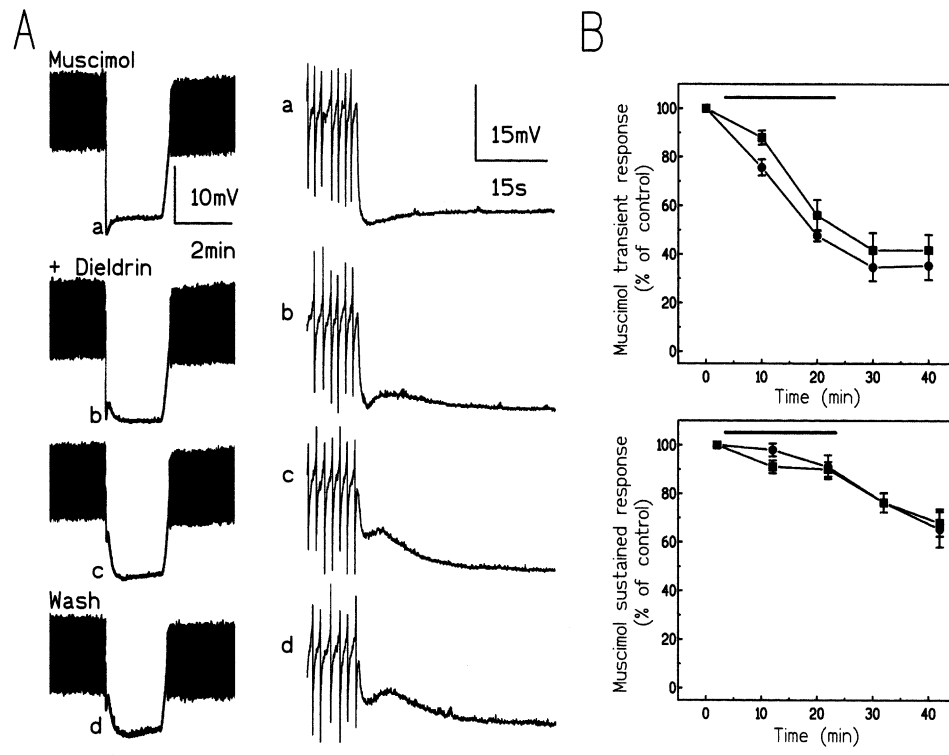 A
Muscimol
a
10mV
2min
+ Dieldrin
b
c
Wash
d
a
15mV
15s
b
c
d
B
Muscimol transient response
(% of control)
100
80
60
40
20
0
0 10 20 30 40
Time (min)
Muscimol sustained response
(% of control)
100
80
60
40
20
0
0 10 20 30 40
Time (min)